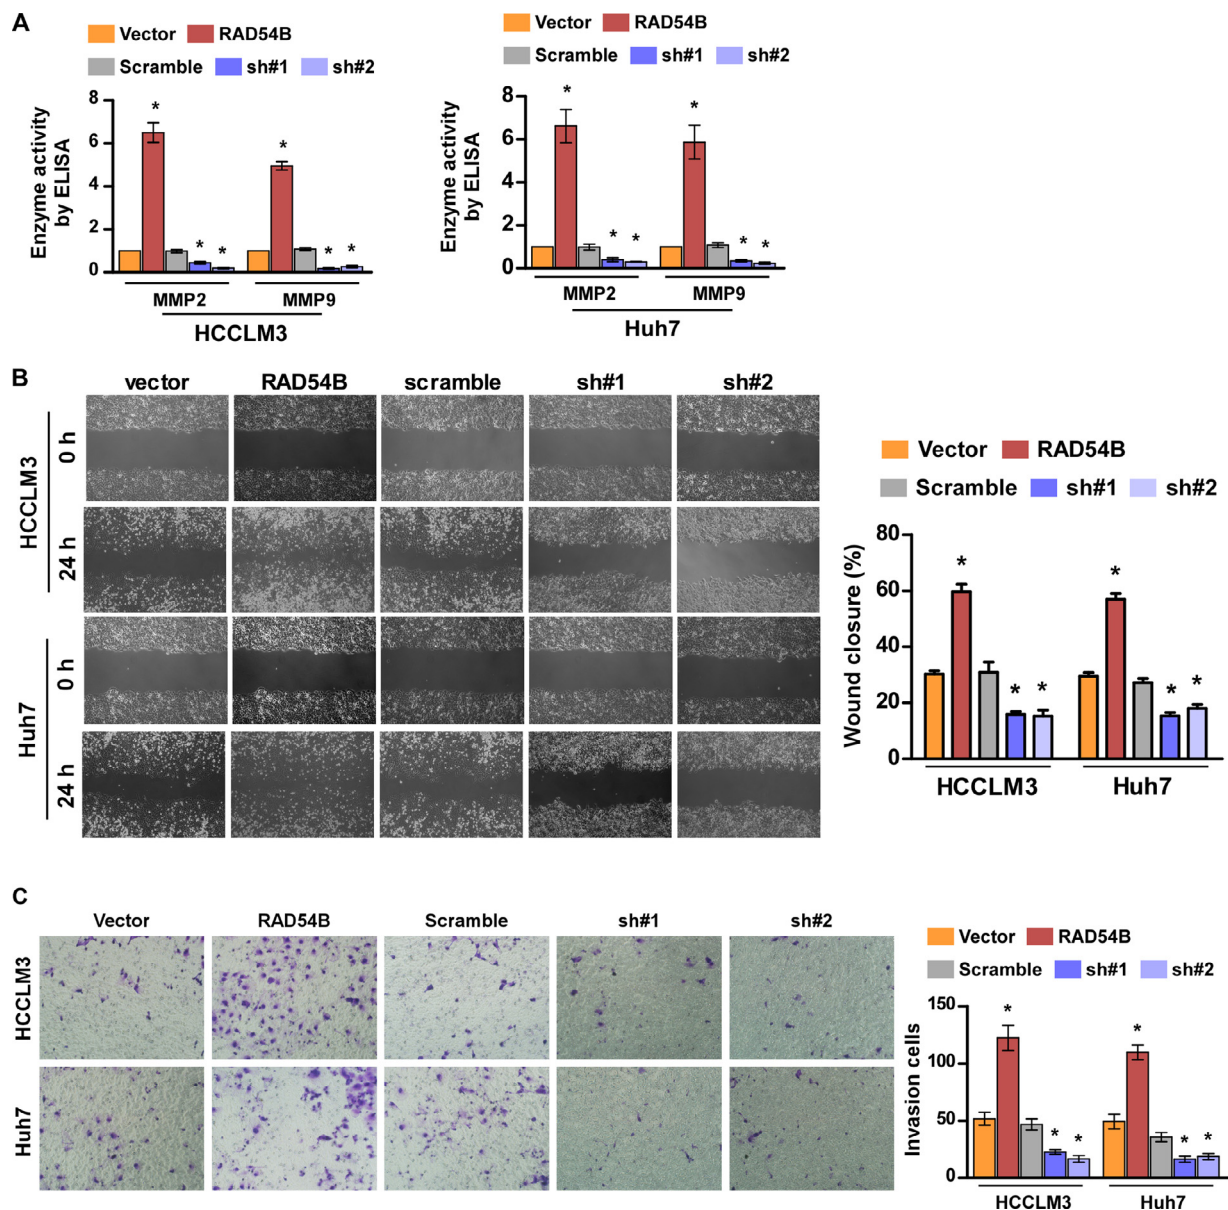 A
Vector RAD54B
Scramble sh#1 sh#2
Enzyme activity
by ELISA
8
6
4
2
0
* * * * * *
MMP2 MMP9
HCCLM3
Vector RAD54B
Scramble sh#1 sh#2
Enzyme activity
by ELISA
8
6
4
2
0
* * * * * *
MMP2 MMP9
Huh7
B
vector RAD54B scramble sh#1 sh#2
HCCLM3
0 h
24 h
Huh7
0 h
24 h
Vector RAD54B
Scramble sh#1 sh#2
Wound closure (%)
80
60
40
20
0
* * * * * *
HCCLM3 Huh7
C
Vector RAD54B Scramble sh#1 sh#2
HCCLM3
Huh7
Vector RAD54B
Scramble sh#1 sh#2
Invasion cells
150
100
50
0
* * * * * *
HCCLM3 Huh7